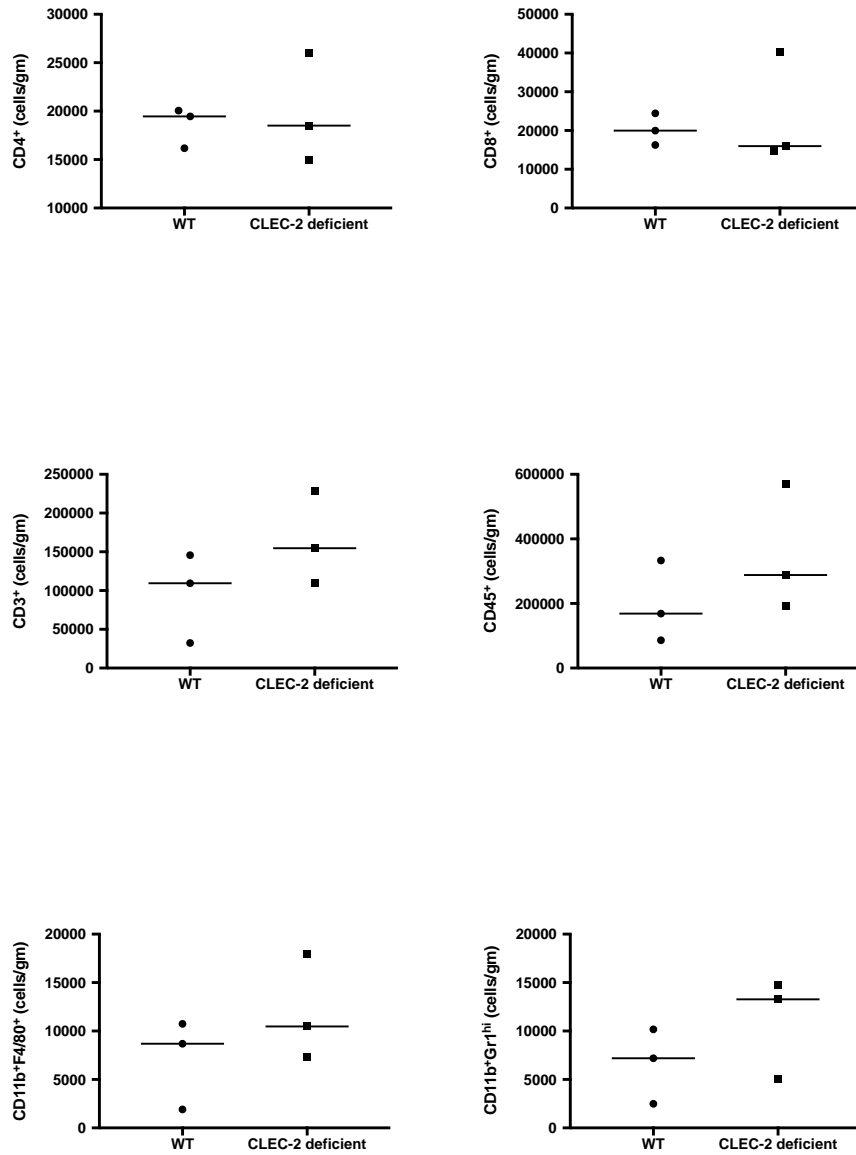 CD4⁺ (cells/gm)
30000
25000
20000
15000
10000
WT
CLEC-2 deficient
CD8⁺ (cells/gm)
50000
40000
30000
20000
10000
0
WT
CLEC-2 deficient
CD3⁺ (cells/gm)
250000
200000
150000
100000
50000
0
WT
CLEC-2 deficient
CD45⁺ (cells/gm)
600000
400000
200000
0
WT
CLEC-2 deficient
CD11b⁺F4/80⁺ (cells/gm)
20000
15000
10000
5000
0
WT
CLEC-2 deficient
CD11b⁺Gr1ʰⁱ (cells/gm)
20000
15000
10000
5000
0
WT
CLEC-2 deficient